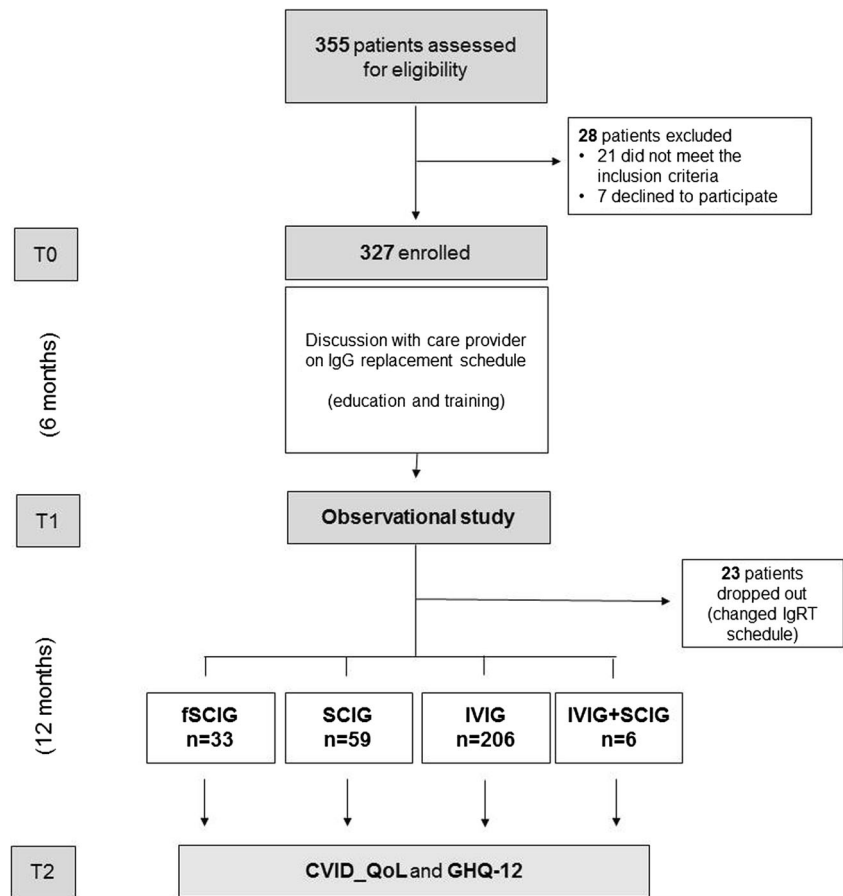 355 patients assessed
for eligibility
28 patients excluded
• 21 did not meet the
inclusion criteria
• 7 declined to participate
T0
327 enrolled
(6 months)
Discussion with care provider
on IgG replacement schedule
(education and training)
T1
Observational study
23 patients
dropped out
(changed IgRT
schedule)
(12 months)
fSCIG
n=33
SCIG
n=59
IVIG
n=206
IVIG+SCIG
n=6
T2
CVID_QoL and GHQ-12